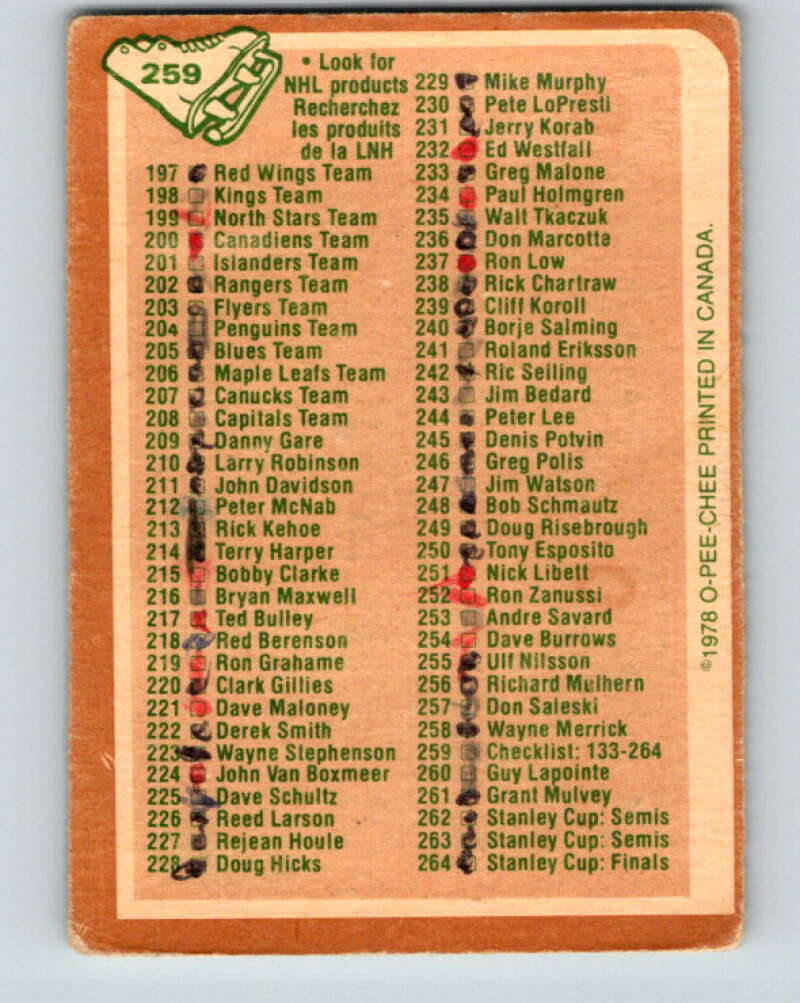 259
• Look for
NHL products
Recherchez
les produits
de la LNH
197 Red Wings Team
198 Kings Team
199 North Stars Team
200 Canadiens Team
201 Islanders Team
202 Rangers Team
203 Flyers Team
204 Penguins Team
205 Blues Team
206 Maple Leafs Team
207 Canucks Team
208 Capitals Team
209 Danny Gare
210 Larry Robinson
211 John Davidson
212 Peter McNab
213 Rick Kehoe
214 Terry Harper
215 Bobby Clarke
216 Bryan Maxwell
217 Ted Bulley
218 Red Berenson
219 Ron Grahame
220 Clark Gillies
221 Dave Maloney
222 Derek Smith
223 Wayne Stephenson
224 John Van Boxmeer
225 Dave Schultz
226 Reed Larson
227 Rejean Houle
228 Doug Hicks
229 Mike Murphy
230 Pete LoPresti
231 Jerry Korab
232 Ed Westfall
233 Greg Malone
234 Paul Holmgren
235 Walt Tkaczuk
236 Don Marcotte
237 Ron Low
238 Rick Chartraw
239 Cliff Koroll
240 Borje Salming
241 Roland Eriksson
242 Ric Seiling
243 Jim Bedard
244 Peter Lee
245 Denis Potvin
246 Greg Polis
247 Jim Watson
248 Bob Schmautz
249 Doug Risebrough
250 Tony Esposito
251 Nick Libett
252 Ron Zanussi
253 Andre Savard
254 Dave Burrows
255 Ulf Nilsson
256 Richard Mulhern
257 Don Saleski
258 Wayne Merrick
259 Checklist: 133-264
260 Guy Lapointe
261 Grant Mulvey
262 Stanley Cup: Semis
263 Stanley Cup: Semis
264 Stanley Cup: Finals
©1978 O-PEE-CHEE PRINTED IN CANADA.